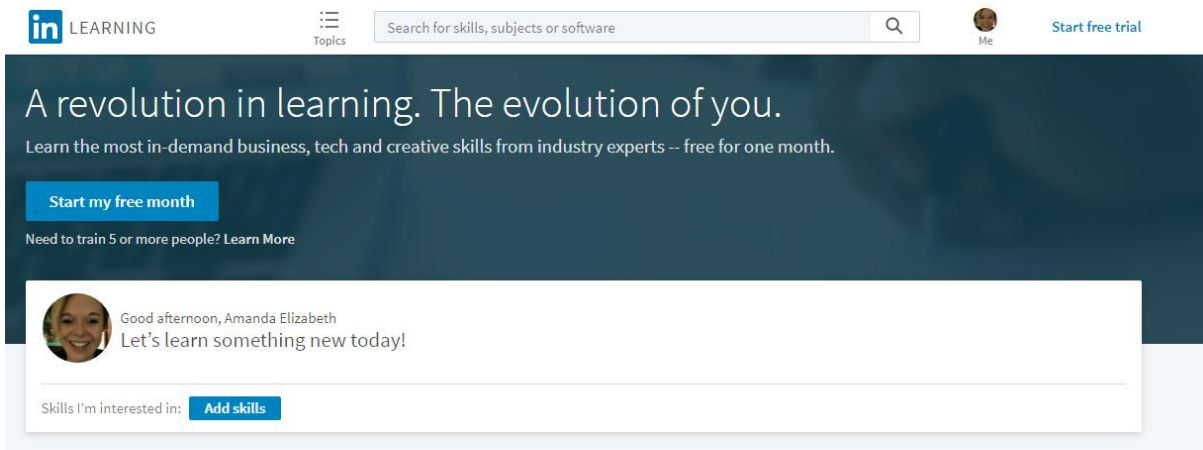 in LEARNING
Topics
Search for skills, subjects or software
Me
Start free trial
A revolution in learning. The evolution of you.
Learn the most in-demand business, tech and creative skills from industry experts -- free for one month.
Start my free month
Need to train 5 or more people? Learn More
Good afternoon, Amanda Elizabeth
Let's learn something new today!
Skills I'm interested in: Add skills